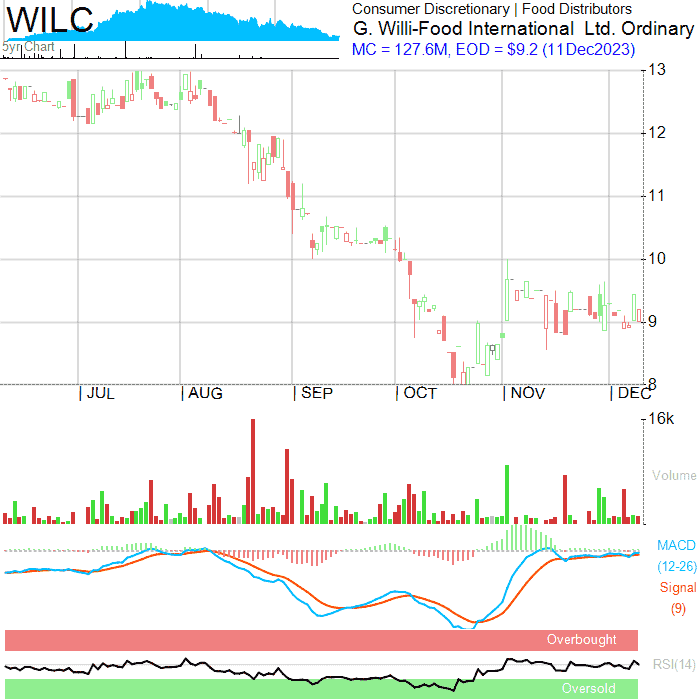 WILC
5yr Chart
Consumer Discretionary | Food Distributors
G. Willi-Food International Ltd. Ordinary
MC = 127.6M, EOD = $9.2 (11Dec2023)
13
12
11
10
9
8
JUL AUG SEP OCT NOV DEC
16k
Volume
MACD
(12-26)
Signal
(9)
Overbought
RSI(14)
Oversold